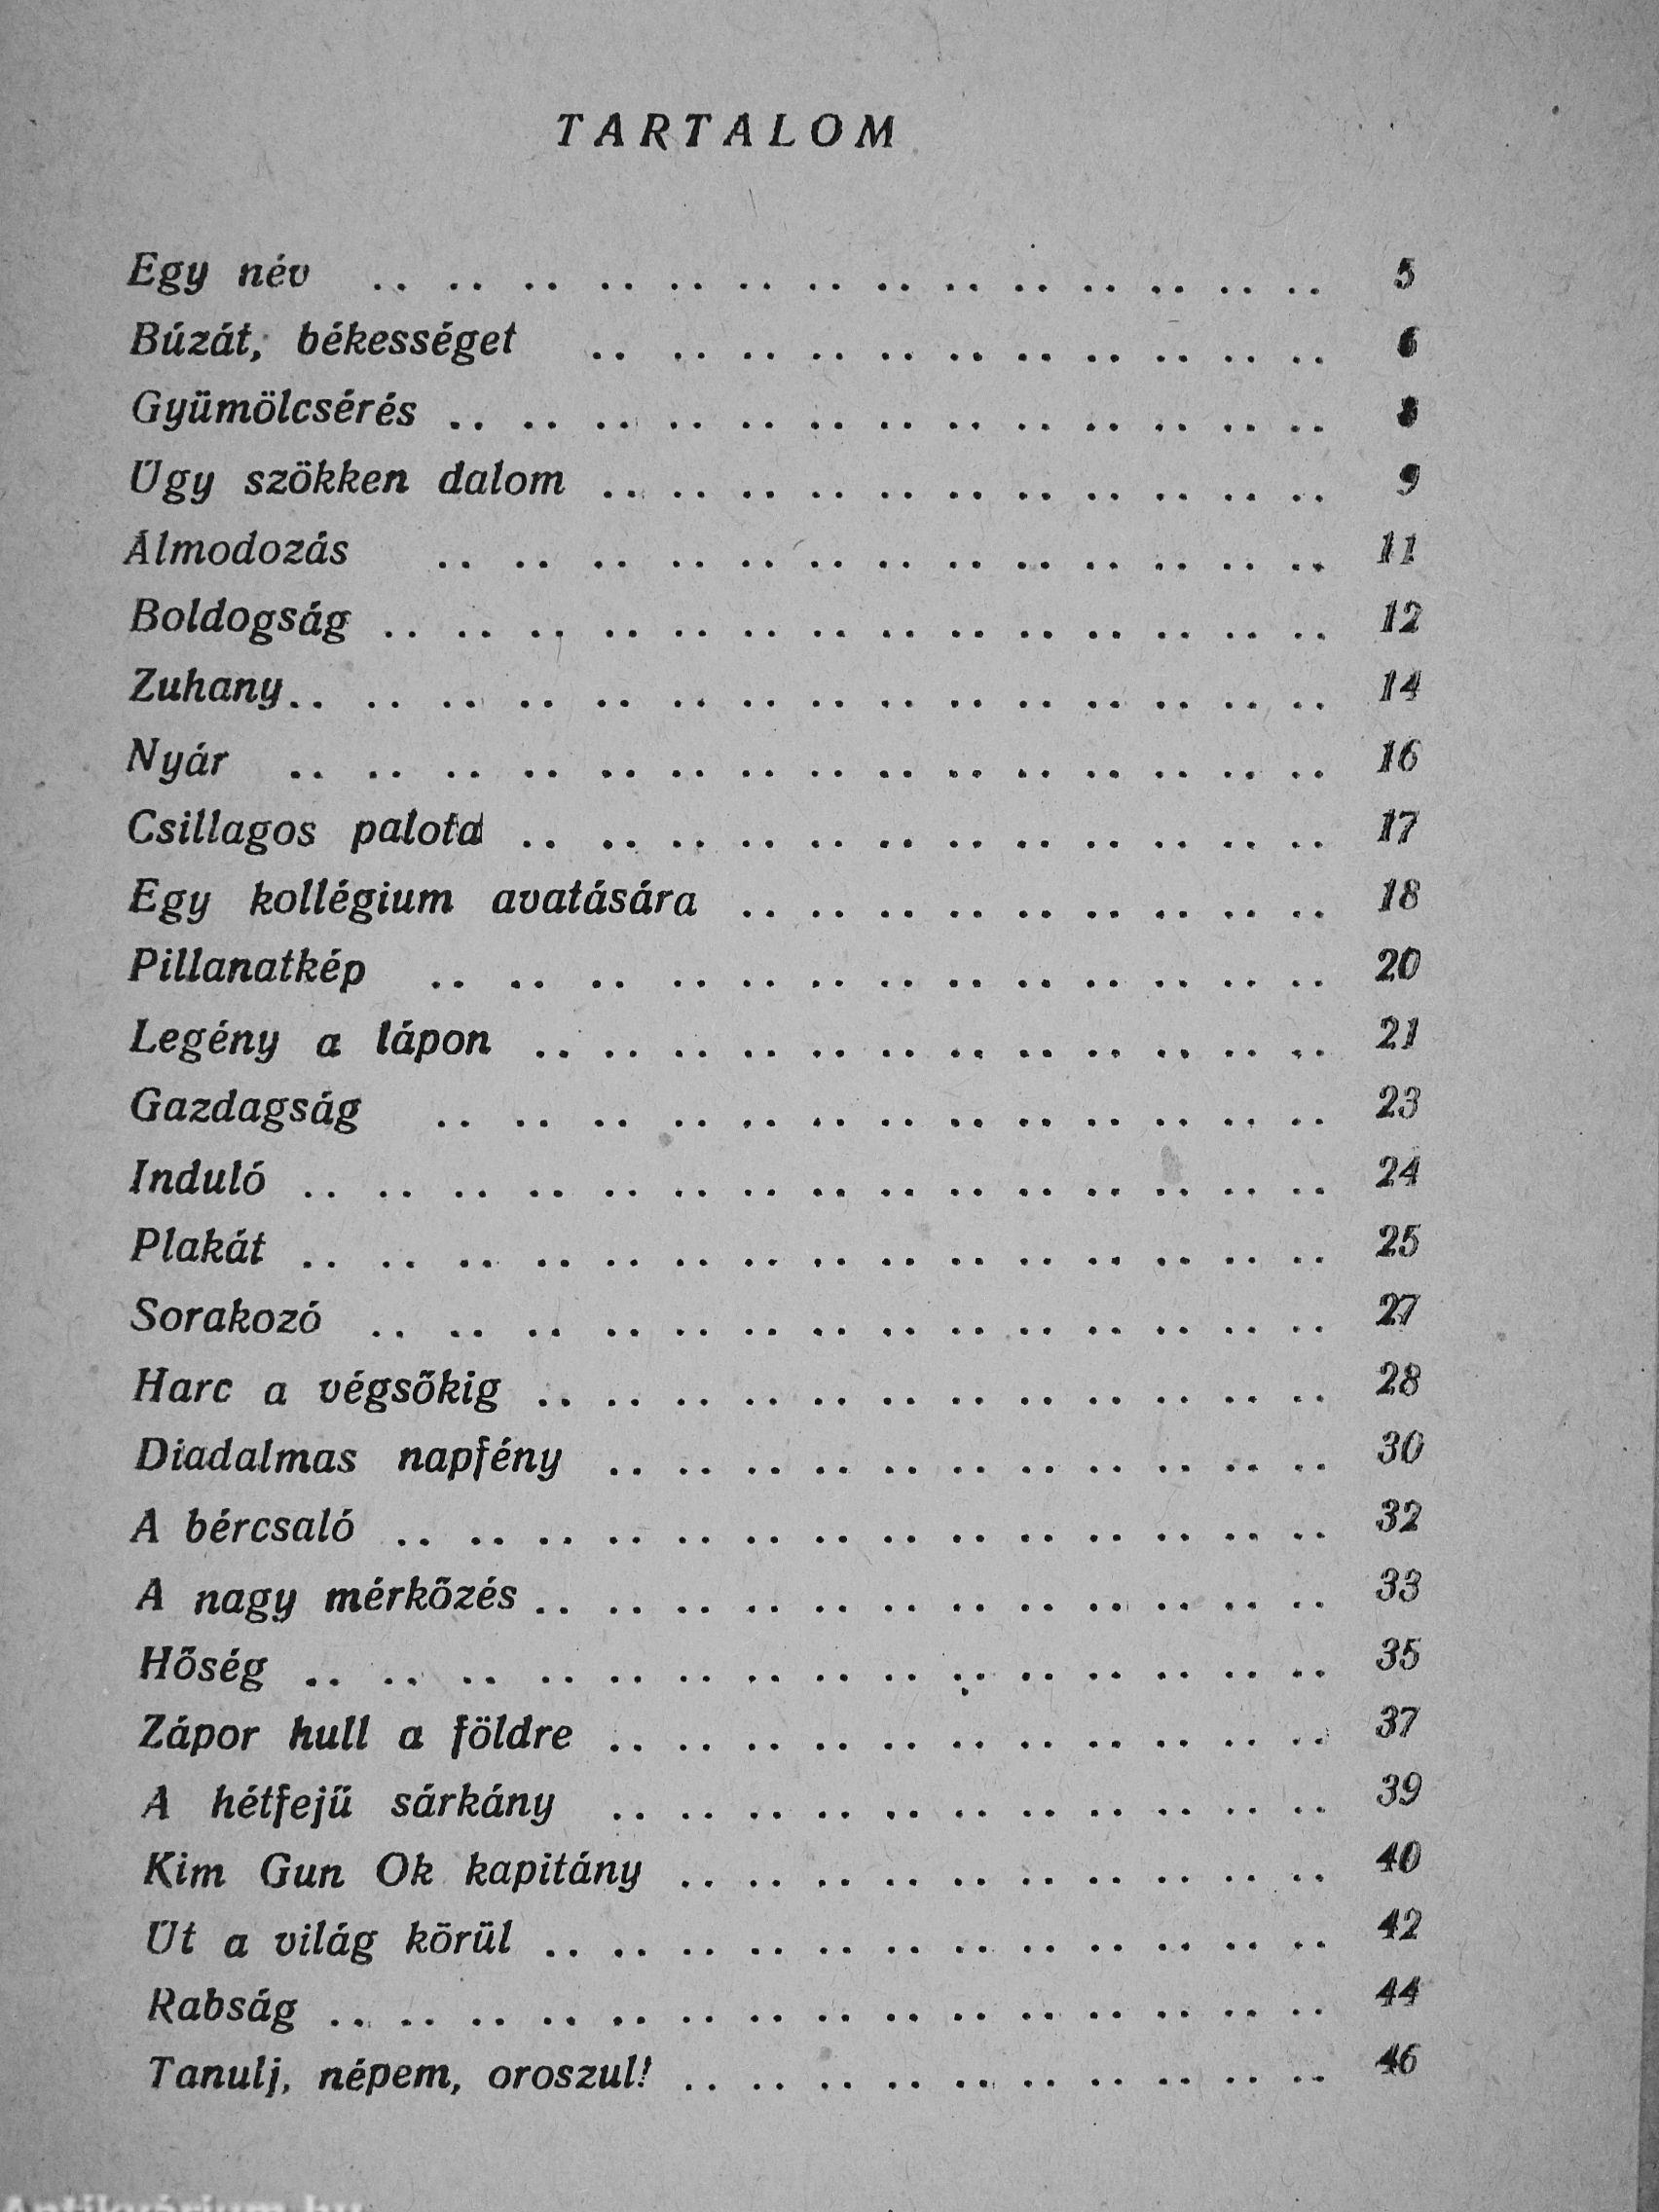 TARTALOM
Egy név .. .. .. .. .. .. .. .. .. .. .. .. .. .. 5
Búzát, békességet .. .. .. .. .. .. .. .. .. .. .. 6
Gyümölcsérés .. .. .. .. .. .. .. .. .. .. .. .. .. 8
Úgy szökken dalom .. .. .. .. .. .. .. .. .. .. .. 9
Álmodozás .. .. .. .. .. .. .. .. .. .. .. .. .. 11
Boldogság .. .. .. .. .. .. .. .. .. .. .. .. .. .. 12
Zuhany .. .. .. .. .. .. .. .. .. .. .. .. .. .. .. 14
Nyár .. .. .. .. .. .. .. .. .. .. .. .. .. .. .. 16
Csillagos palota .. .. .. .. .. .. .. .. .. .. .. .. 17
Egy kollégium avatására .. .. .. .. .. .. .. .. .. 18
Pillanatkép .. .. .. .. .. .. .. .. .. .. .. .. .. 20
Legény a lápon .. .. .. .. .. .. .. .. .. .. .. .. 21
Gazdagság .. .. .. .. .. .. .. .. .. .. .. .. .. 23
Induló .. .. .. .. .. .. .. .. .. .. .. .. .. .. .. 24
Plakát .. .. .. .. .. .. .. .. .. .. .. .. .. .. .. 25
Sorakozó .. .. .. .. .. .. .. .. .. .. .. .. .. .. 27
Harc a végsőkig .. .. .. .. .. .. .. .. .. .. .. .. 28
Diadalmas napfény .. .. .. .. .. .. .. .. .. .. .. 30
A bércsaló .. .. .. .. .. .. .. .. .. .. .. .. .. .. 32
A nagy mérkőzés .. .. .. .. .. .. .. .. .. .. .. .. 33
Hőség .. .. .. .. .. .. .. .. .. .. .. .. .. .. .. 35
Zápor hull a földre .. .. .. .. .. .. .. .. .. .. .. 37
A hétfejű sárkány .. .. .. .. .. .. .. .. .. .. .. 39
Kim Gun Ok kapitány .. .. .. .. .. .. .. .. .. .. 40
Út a világ körül .. .. .. .. .. .. .. .. .. .. .. .. 42
Rabság .. .. .. .. .. .. .. .. .. .. .. .. .. .. .. 44
Tanulj, népem, oroszul! .. .. .. .. .. .. .. .. .. .. 46